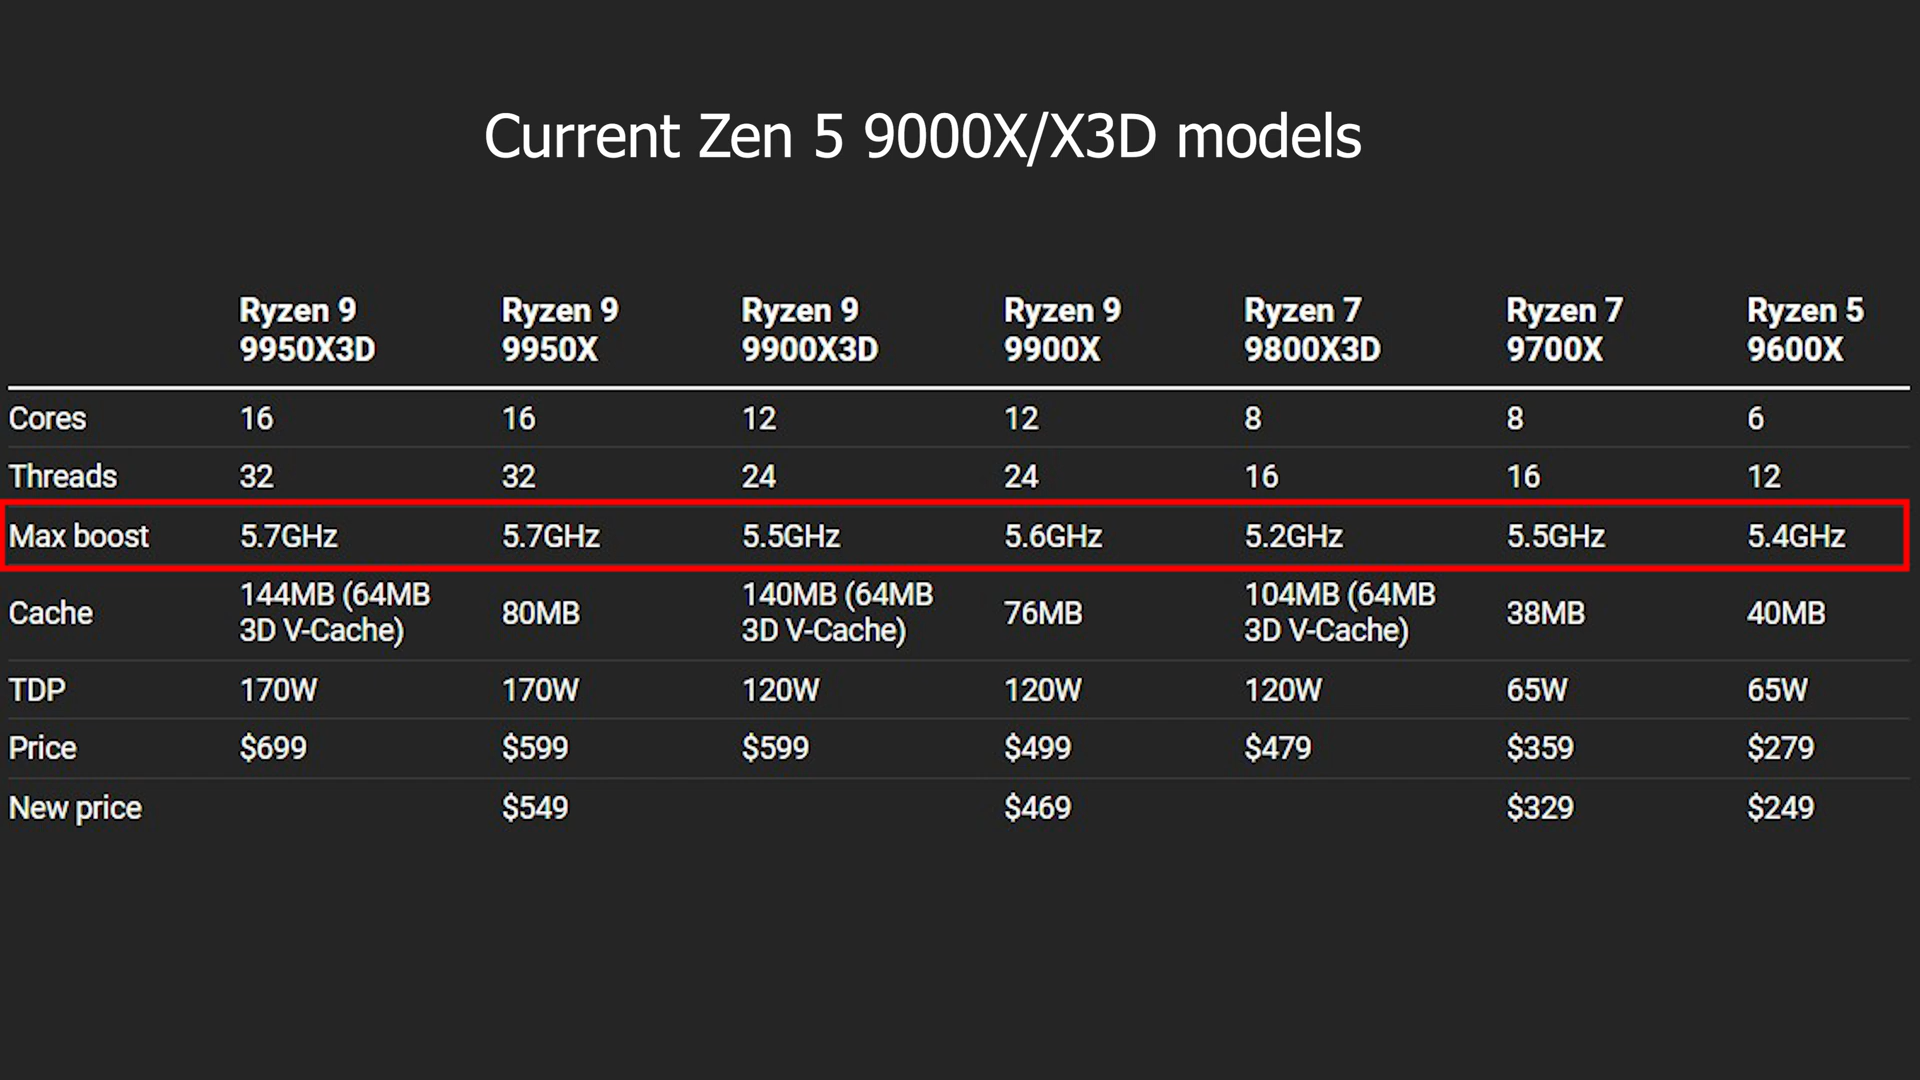 Current Zen 5 9000X/X3D models
Ryzen 9 9950X3D Ryzen 9 9950X Ryzen 9 9900X3D Ryzen 9 9900X Ryzen 7 9800X3D Ryzen 7 9700X Ryzen 5 9600X
Cores 16 16 12 12 8 8 6
Threads 32 32 24 24 16 16 12
Max boost 5.7GHz 5.7GHz 5.5GHz 5.6GHz 5.2GHz 5.5GHz 5.4GHz
Cache 144MB (64MB 3D V-Cache) 80MB 140MB (64MB 3D V-Cache) 76MB 104MB (64MB 3D V-Cache) 38MB 40MB
TDP 170W 170W 120W 120W 120W 65W 65W
Price $699 $599 $599 $499 $479 $359 $279
New price $549 $469 $329 $249